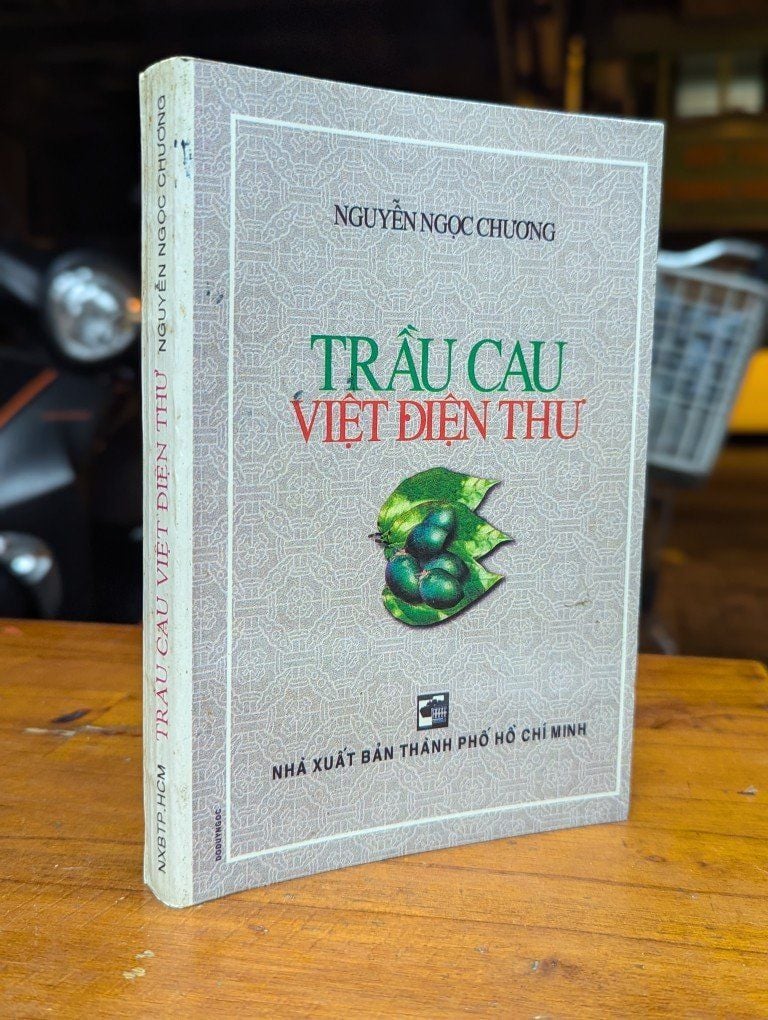 NGUYỄN NGỌC CHƯƠNG
TRẦU CAU
VIỆT ĐIỆN THƯ
NHÀ XUẤT BẢN THÀNH PHỐ HỒ CHÍ MINH
DODUYNGOC
NXBTP.HCM TRẦU CAU VIỆT ĐIỆN THƯ NGUYỄN NGỌC CHƯƠNG